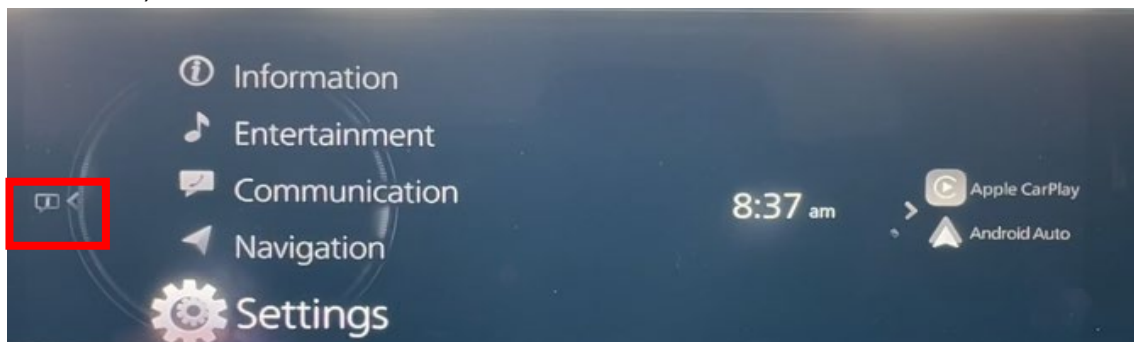 Information
Entertainment
Communication
Navigation
Settings
8:37 am
Apple CarPlay
Android Auto